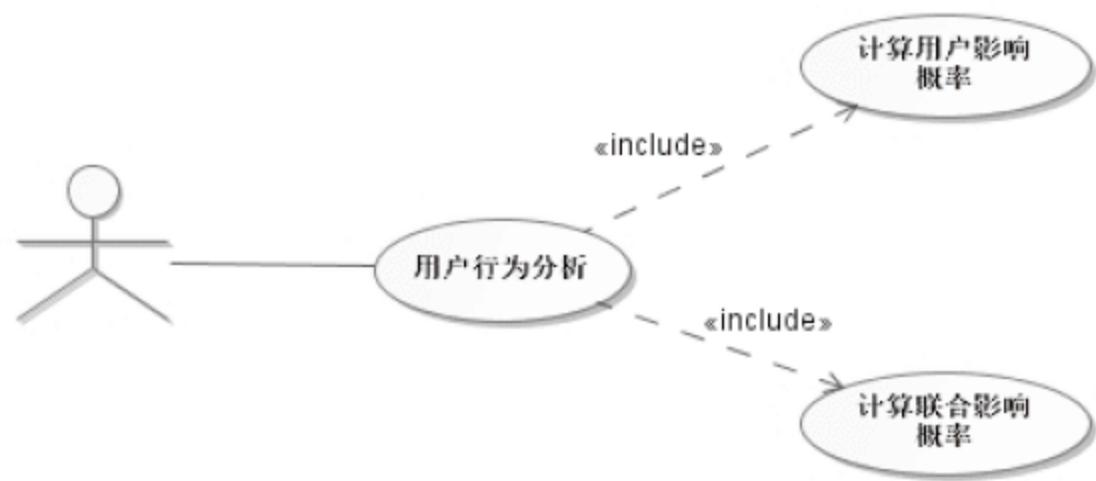 计算用户影响
概率
«include»
用户行为分析
«include»
计算联合影响
概率